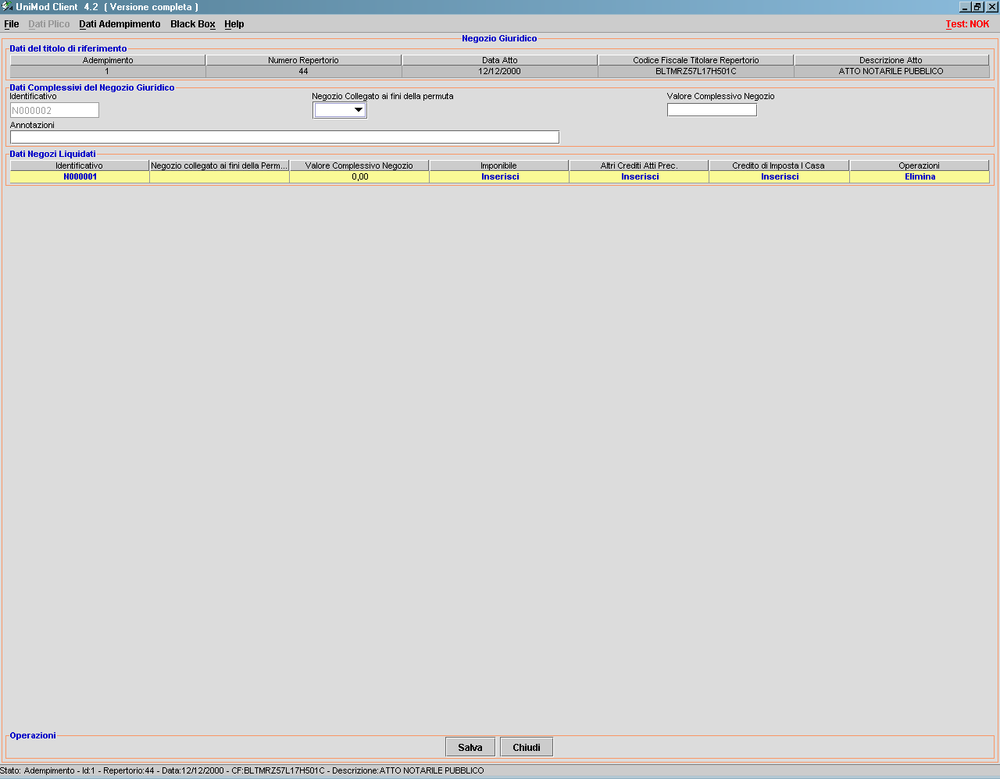 UniMod Client 4.2 ( Versione completa )
File Dati Plico Dati Adempimento Black Box Help Test: NOK
Negozio Giuridico
Dati del titolo di riferimento
Adempimento Numero Repertorio Data Atto Codice Fiscale Titolare Repertorio Descrizione Atto
1 44 12/12/2000 BLTMRZ57L17H501C ATTO NOTARILE PUBBLICO
Dati Complessivi del Negozio Giuridico
Identificativo Negozio Collegato ai fini della permuta Valore Complessivo Negozio
N000002
Annotazioni
Dati Negozi Liquidati
Identificativo Negozio collegato ai fini della Perm... Valore Complessivo Negozio Imponibile Altri Crediti Atti Prec. Credito di Imposta I Casa Operazioni
N000001 0,00 Inserisci Inserisci Inserisci Elimina
Operazioni
Salva Chiudi
Stato: Adempimento - Id:1 - Repertorio:44 - Data:12/12/2000 - CF:BLTMRZ57L17H501C - Descrizione:ATTO NOTARILE PUBBLICO